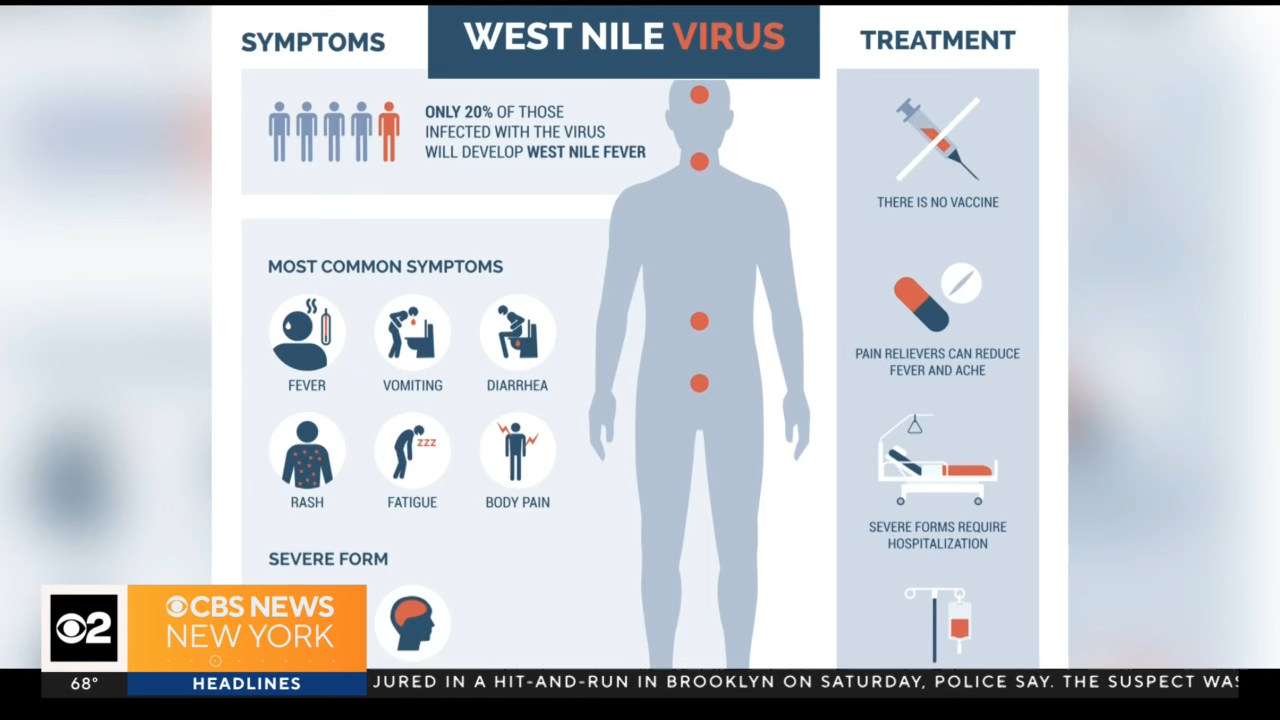 SYMPTOMS
WEST NILE VIRUS
TREATMENT
ONLY 20% OF THOSE
INFECTED WITH THE VIRUS
WILL DEVELOP WEST NILE FEVER
MOST COMMON SYMPTOMS
FEVER
VOMITING
DIARRHEA
zzz
RASH
FATIGUE
BODY PAIN
SEVERE FORM
THERE IS NO VACCINE
PAIN RELIEVERS CAN REDUCE
FEVER AND ACHE
SEVERE FORMS REQUIRE
HOSPITALIZATION
2
CBS NEWS
NEW YORK
68°
HEADLINES
JURED IN A HIT-AND-RUN IN BROOKLYN ON SATURDAY, POLICE SAY. THE SUSPECT WAS